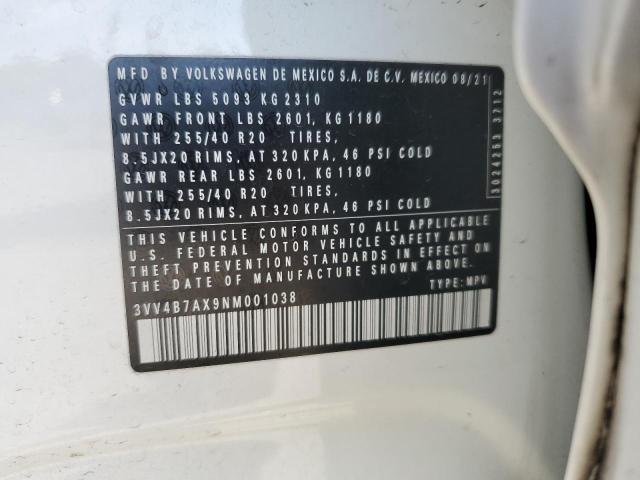 MFD BY VOLKSWAGEN DE MEXICO S.A. DE C.V. MEXICO 08/21
GVWR LBS 5093 KG 2310
GAWR FRONT LBS 2601, KG 1180
WITH 255/40 R20 TIRES,
8.5JX20 RIMS, AT 320 KPA, 46 PSI COLD
GAWR REAR LBS 2601, KG 1180
WITH 255/40 R20 TIRES,
8.5JX20 RIMS, AT 320 KPA, 46 PSI COLD
THIS VEHICLE CONFORMS TO ALL APPLICABLE
U.S. FEDERAL MOTOR VEHICLE SAFETY AND
THEFT PREVENTION STANDARDS IN EFFECT ON
THE DATE OF MANUFACTURE SHOWN ABOVE
3VV4B7AX9NM001038 TYPE: MPV
3024253 3712